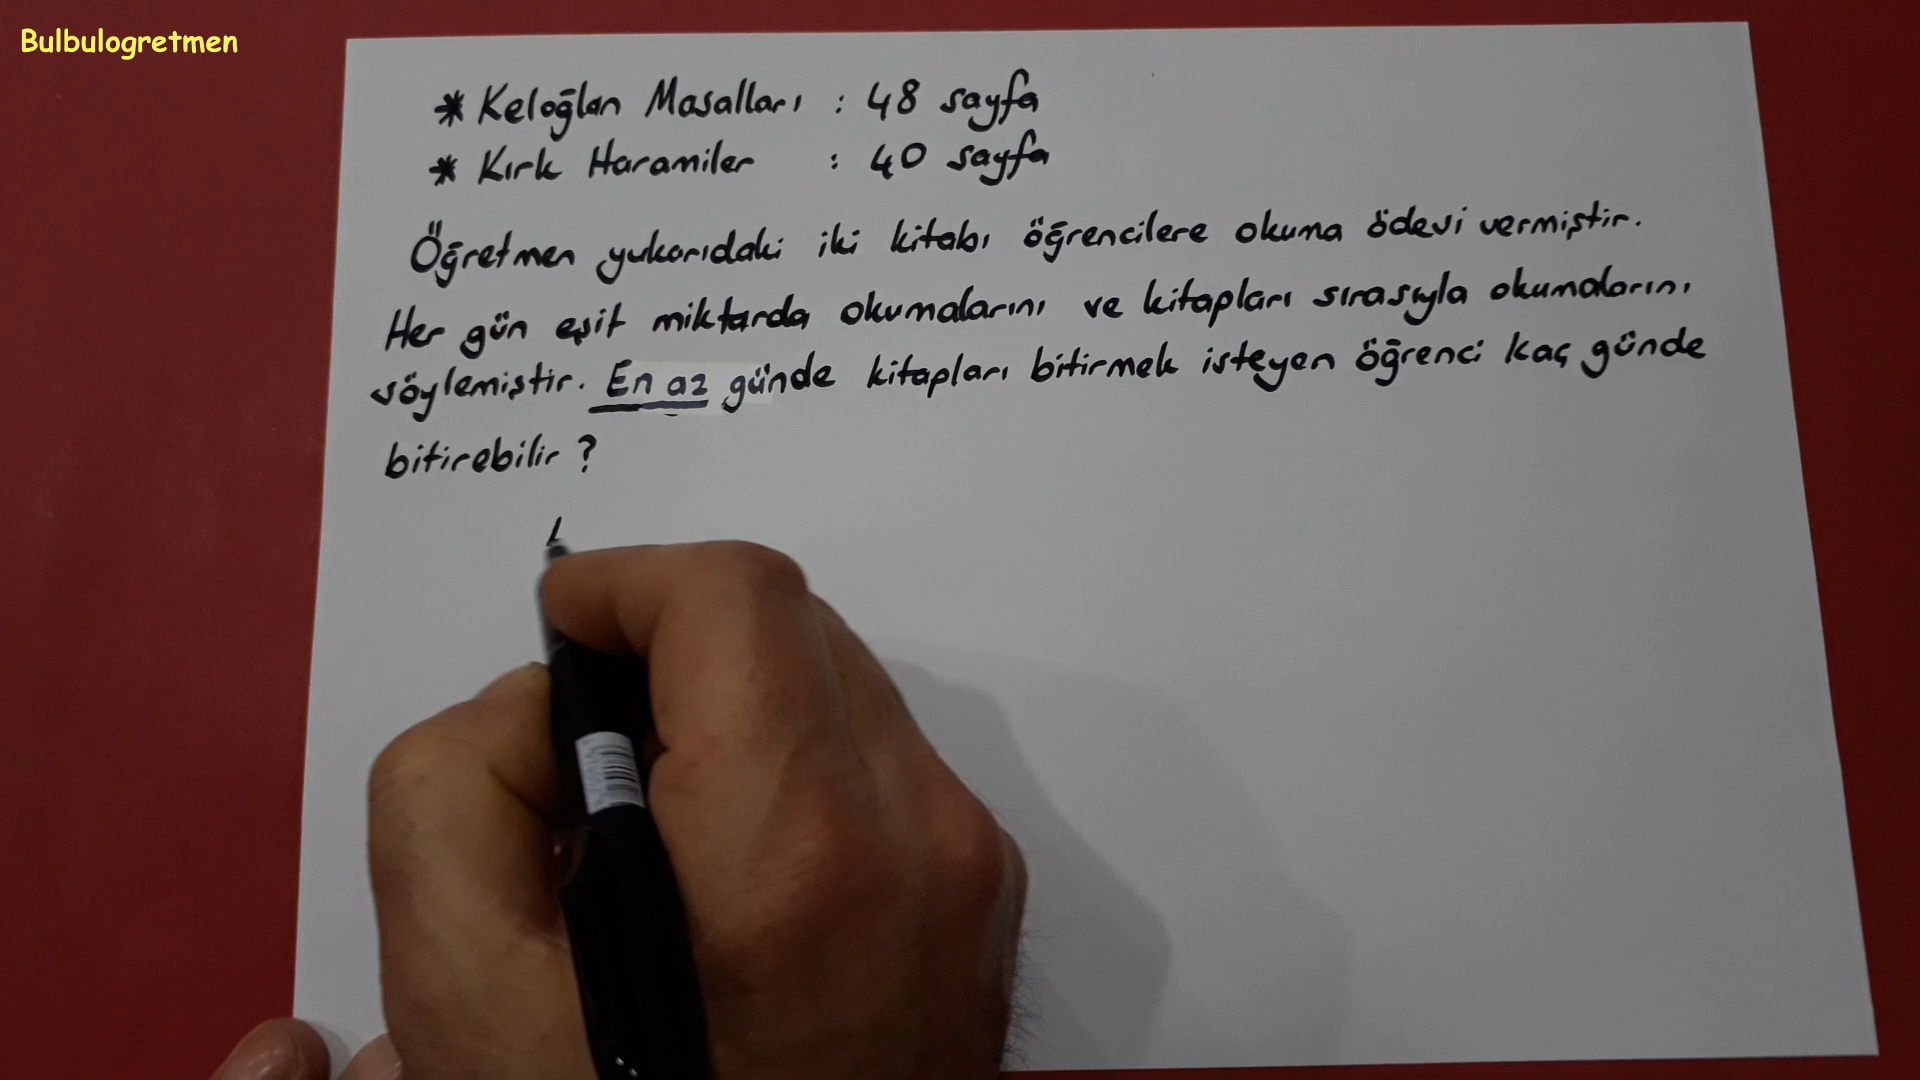 Bulbulogretmen
* Keloğlan Masalları : 48 sayfa
* Kırk Haramiler : 40 sayfa
Öğretmen yukarıdaki iki kitabı öğrencilere okuma ödevi vermiştir.
Her gün eşit miktarda okumalarını ve kitapları sırasıyla okumalarını
söylemiştir. En az günde kitapları bitirmek isteyen öğrenci kaç günde
bitirebilir ?